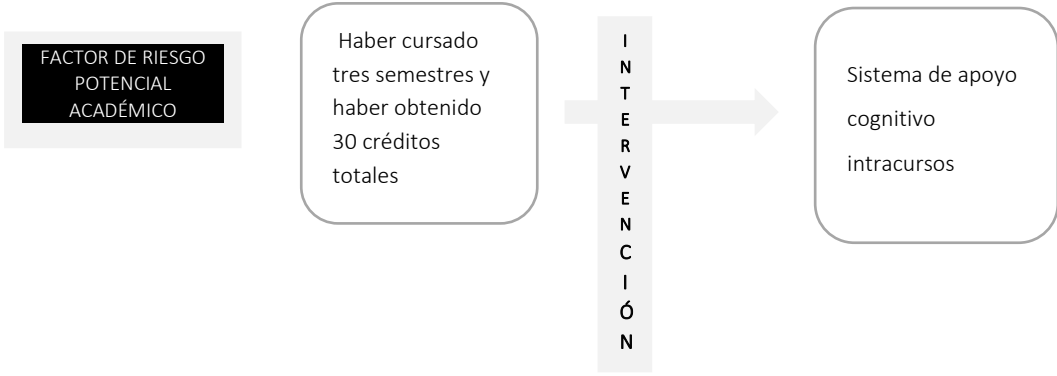 FACTOR DE RIESGO
POTENCIAL
ACADÉMICO
Haber cursado
tres semestres y
haber obtenido
30 créditos
totales
I
N
T
E
R
V
E
N
C
I
Ó
N
Sistema de apoyo
cognitivo
intracursos